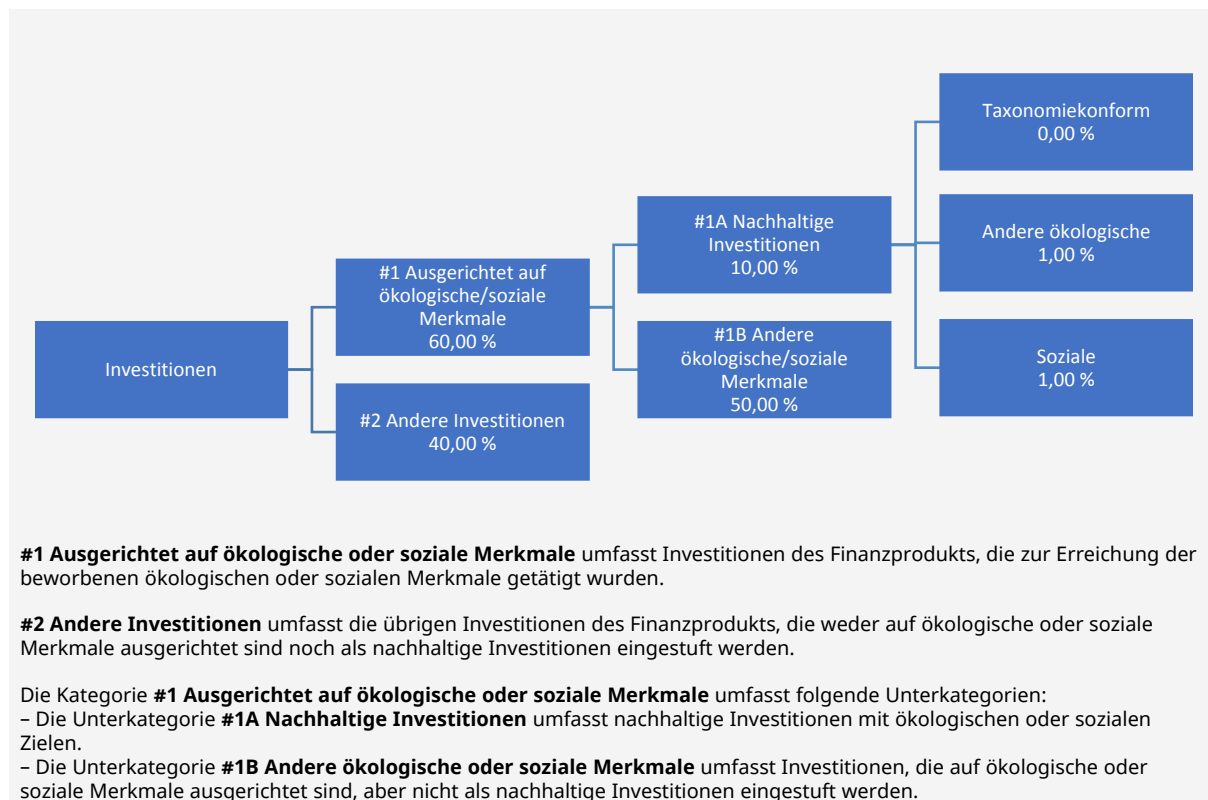 Taxonomiekonform
0,00 %
#1A Nachhaltige
Investitionen
10,00 %
Andere ökologische
1,00 %
#1 Ausgerichtet auf
ökologische/soziale
Merkmale
60,00 %
Investitionen
#1B Andere
ökologische/soziale
Merkmale
50,00 %
Soziale
1,00 %
#2 Andere Investitionen
40,00 %
#1 Ausgerichtet auf ökologische oder soziale Merkmale umfasst Investitionen des Finanzprodukts, die zur Erreichung der
beworbenen ökologischen oder sozialen Merkmale getätigt wurden.
#2 Andere Investitionen umfasst die übrigen Investitionen des Finanzprodukts, die weder auf ökologische oder soziale
Merkmale ausgerichtet sind noch als nachhaltige Investitionen eingestuft werden.
Die Kategorie #1 Ausgerichtet auf ökologische oder soziale Merkmale umfasst folgende Unterkategorien:
– Die Unterkategorie #1A Nachhaltige Investitionen umfasst nachhaltige Investitionen mit ökologischen oder sozialen
Zielen.
– Die Unterkategorie #1B Andere ökologische oder soziale Merkmale umfasst Investitionen, die auf ökologische oder
soziale Merkmale ausgerichtet sind, aber nicht als nachhaltige Investitionen eingestuft werden.